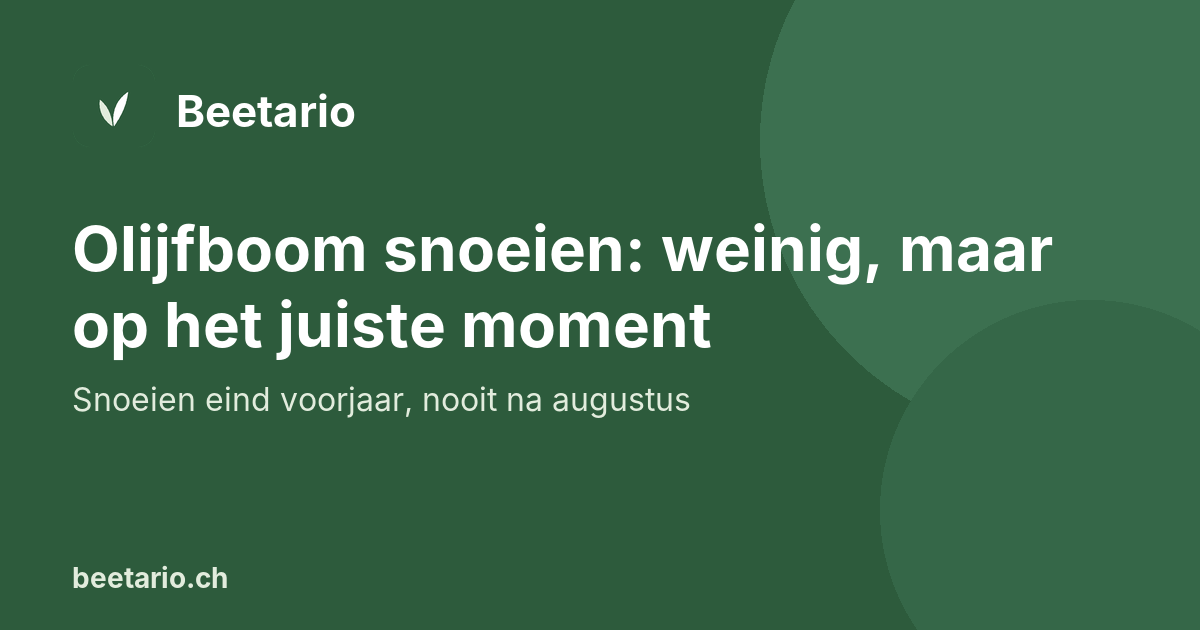 Beetario
Olijfboom snoeien: weinig, maar
op het juiste moment
Snoeien eind voorjaar, nooit na augustus
beetario.ch